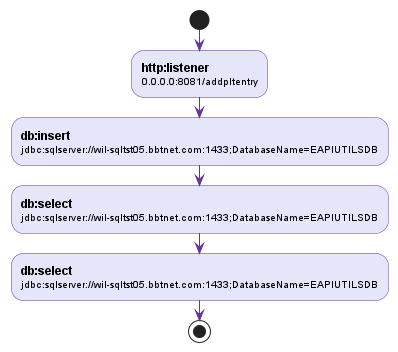 http:listener
0.0.0.0:8081/addpltentry
db:insert
jdbc:sqlserver://wil-sqltst05.bbtnet.com:1433;DatabaseName=EAPIUTILSDB
db:select
jdbc:sqlserver://wil-sqltst05.bbtnet.com:1433;DatabaseName=EAPIUTILSDB
db:select
jdbc:sqlserver://wil-sqltst05.bbtnet.com:1433;DatabaseName=EAPIUTILSDB